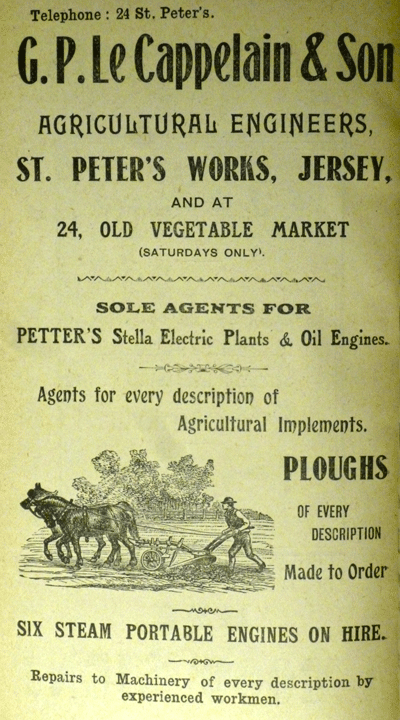 Telephone : 24 St. Peter's.
G. P. Le Cappelain & Son
AGRICULTURAL ENGINEERS,
ST. PETER'S WORKS, JERSEY,
AND AT
24, OLD VEGETABLE MARKET
(SATURDAYS ONLY).
SOLE AGENTS FOR
PETTER'S Stella Electric Plants & Oil Engines.
Agents for every description of
Agricultural Implements.
PLOUGHS
OF EVERY
DESCRIPTION
Made to Order
SIX STEAM PORTABLE ENGINES ON HIRE.
Repairs to Machinery of every description by
experienced workmen.